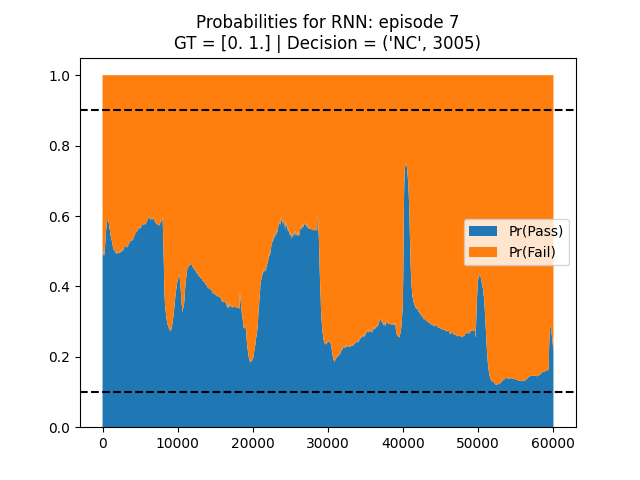 Probabilities for RNN: episode 7
GT = [0. 1.] | Decision = ('NC', 3005)
1.0
0.8
0.6
0.4
0.2
0.0
Pr(Pass)
Pr(Fail)
0 10000 20000 30000 40000 50000 60000